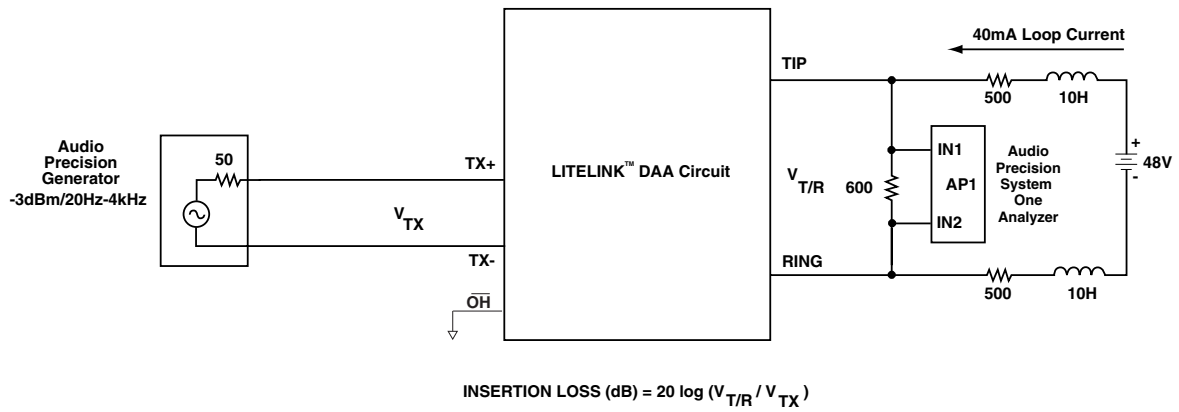 40mA Loop Current
TIP
500
10H
Audio
Precision
Generator
-3dBm/20Hz-4kHz
50
TX+
V TX
TX-
OH
LITELINK™ DAA Circuit
V T/R
600
IN1
AP1
IN2
Audio
Precision
System
One
Analyzer
+
48V
-
RING
500
10H
INSERTION LOSS (dB) = 20 log (V T/R / V TX )